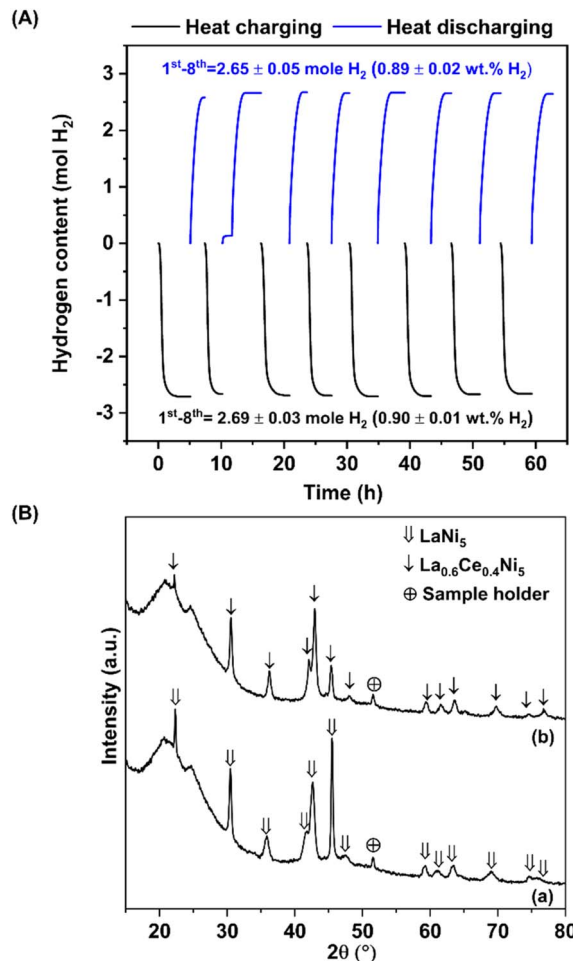 (A)
Heat charging Heat discharging
1st-8th=2.65 ± 0.05 mole H2 (0.89 ± 0.02 wt.% H2)
3
2
1
0
-1
-2
-3
Hydrogen content (mol H2)
1st-8th= 2.69 ± 0.03 mole H2 (0.90 ± 0.01 wt.%)
0 10 20 30 40 50 60
Time (h)
(B)
⇓ LaNi5
↓ La0.6Ce0.4Ni5
⊕ Sample holder
Intensity (a.u.)
(b)
(a)
20 30 40 50 60 70 80
2θ (°)